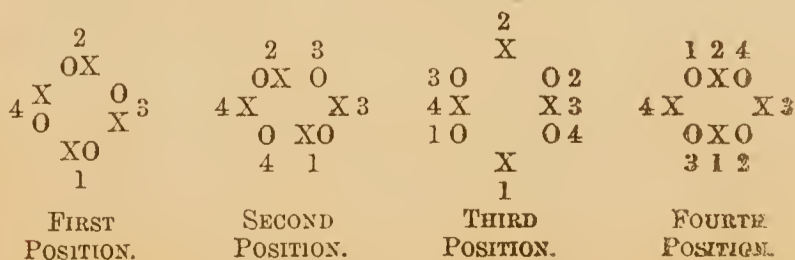 2
OX
X O
4 3
O X
XO
1
FIRST
POSITION.
2 3
OX O
4 X X 3
O XO
4 1
SECOND
POSITION.
2
X
3 O O 2
4 X X 3
1 O O 4
X
1
THIRD
POSITION.
1 2 4
OXO
4 X X 3
OXO
3 1 2
FOURTH
POSITION.